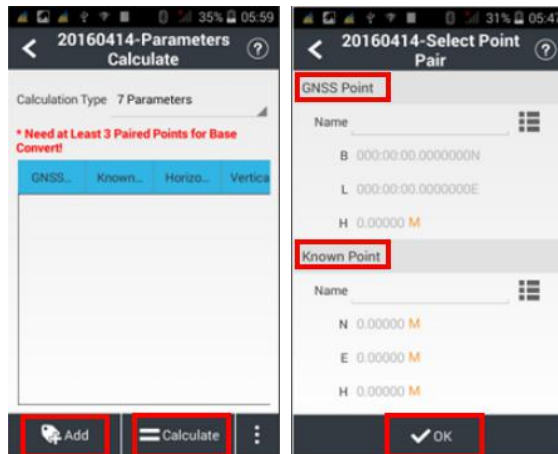 35% 05:59
20160414-Parameters
Calculate
?
Calculation Type 7 Parameters
* Need at Least 3 Paired Points for Base
Convert!
GNSS... Known... Horizo... Vertica
Add
Calculate
31% 05:47
20160414-Select Point
Pair
?
GNSS Point
Name
B 000:00:00.0000000N
L 000:00:00.0000000E
H 0.00000 M
Known Point
Name
N 0.00000 M
E 0.00000 M
H 0.00000 M
OK